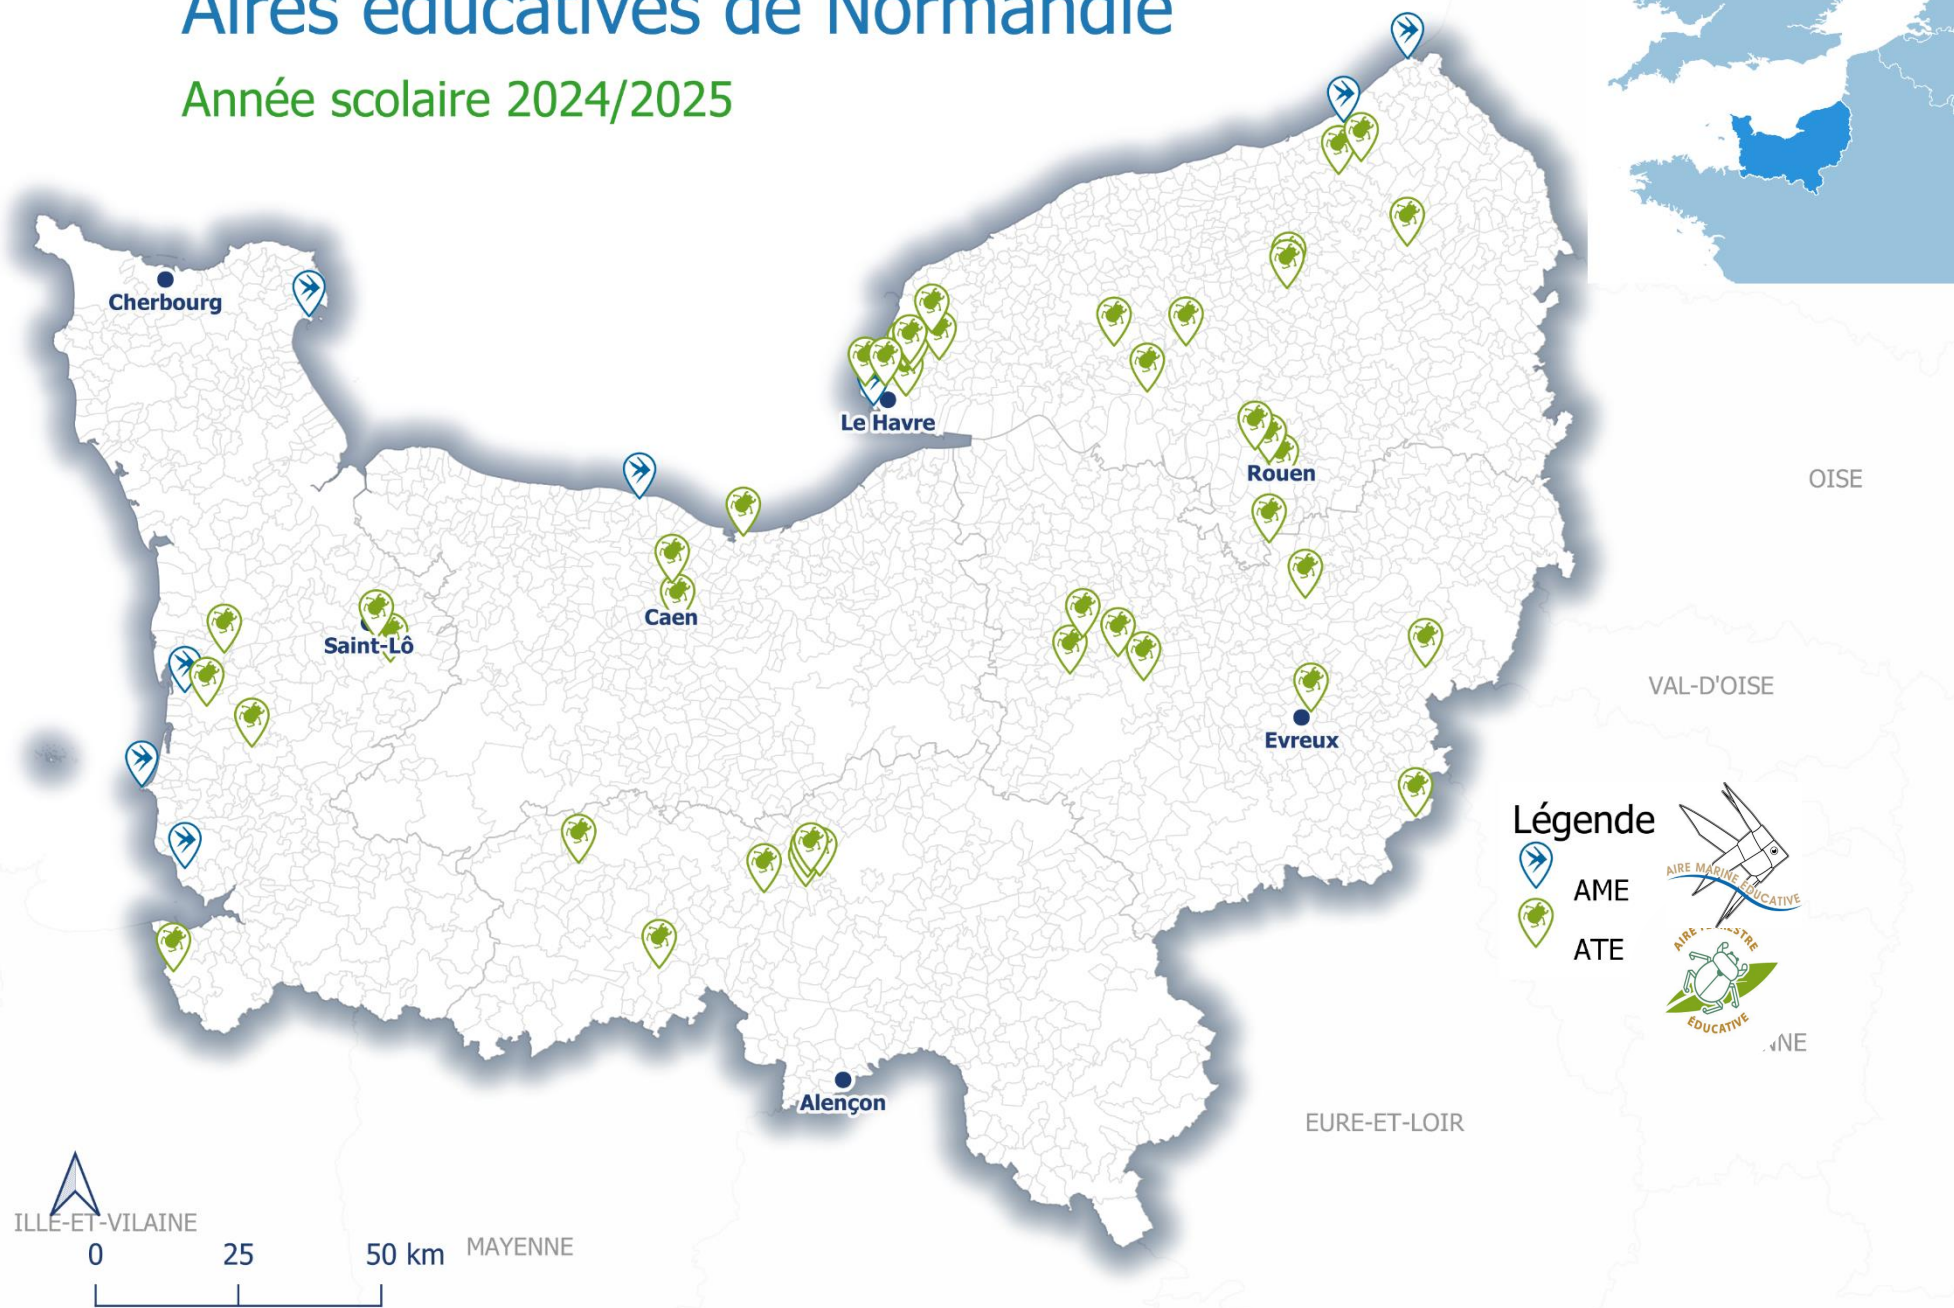 Aires éducatives de Normandie
Année scolaire 2024/2025
Cherbourg
Le Havre
Rouen
OISE
Caen
Saint-Lô
VAL-D'OISE
Evreux
Légende
AME
AIRE MARINE ÉDUCATIVE
ATE
ÉDUCATIVE
Alençon
EURE-ET-LOIR
ILLE-ET-VILAINE
MAYENNE
0 25 50 km